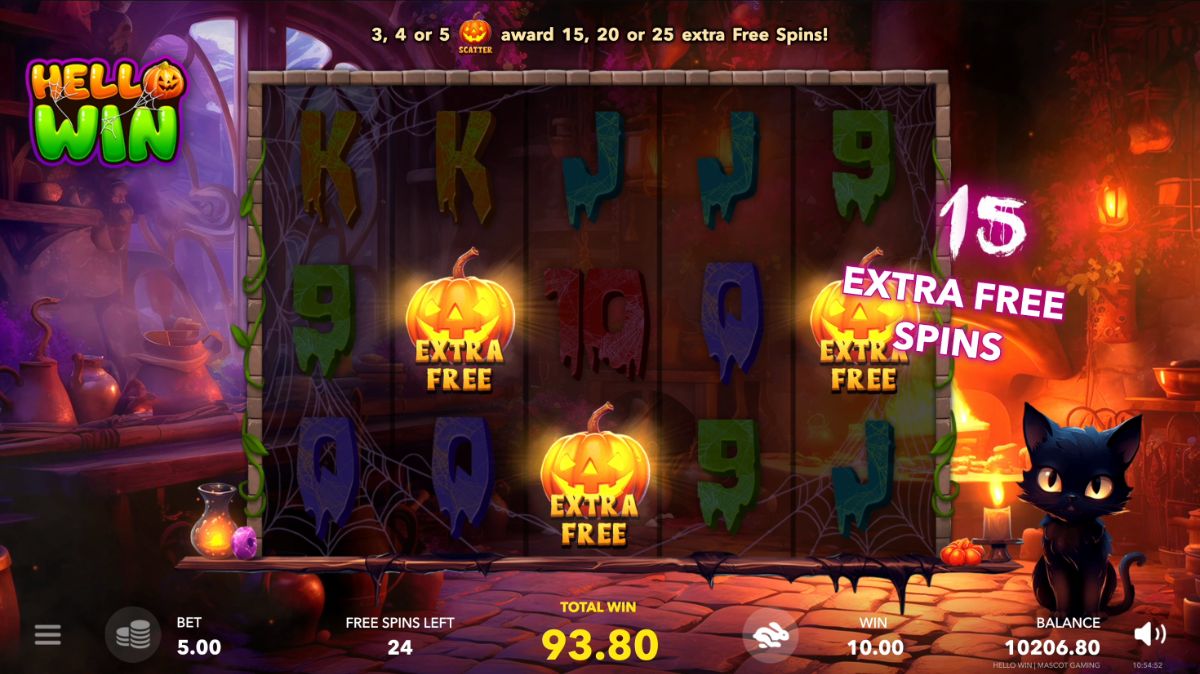 3, 4 or 5 SCATTER award 15, 20 or 25 extra Free Spins!
HELLO
WIN
K K J J 9
15
EXTRA FREE
SPINS
9 EXTRA FREE 10 Q EXTRA FREE
Q Q EXTRA FREE 9 J
BET
5.00
FREE SPINS LEFT
24
TOTAL WIN
93.80
WIN
10.00
BALANCE
10206.80
HELLO WIN | MASCOT GAMING
10:54:52